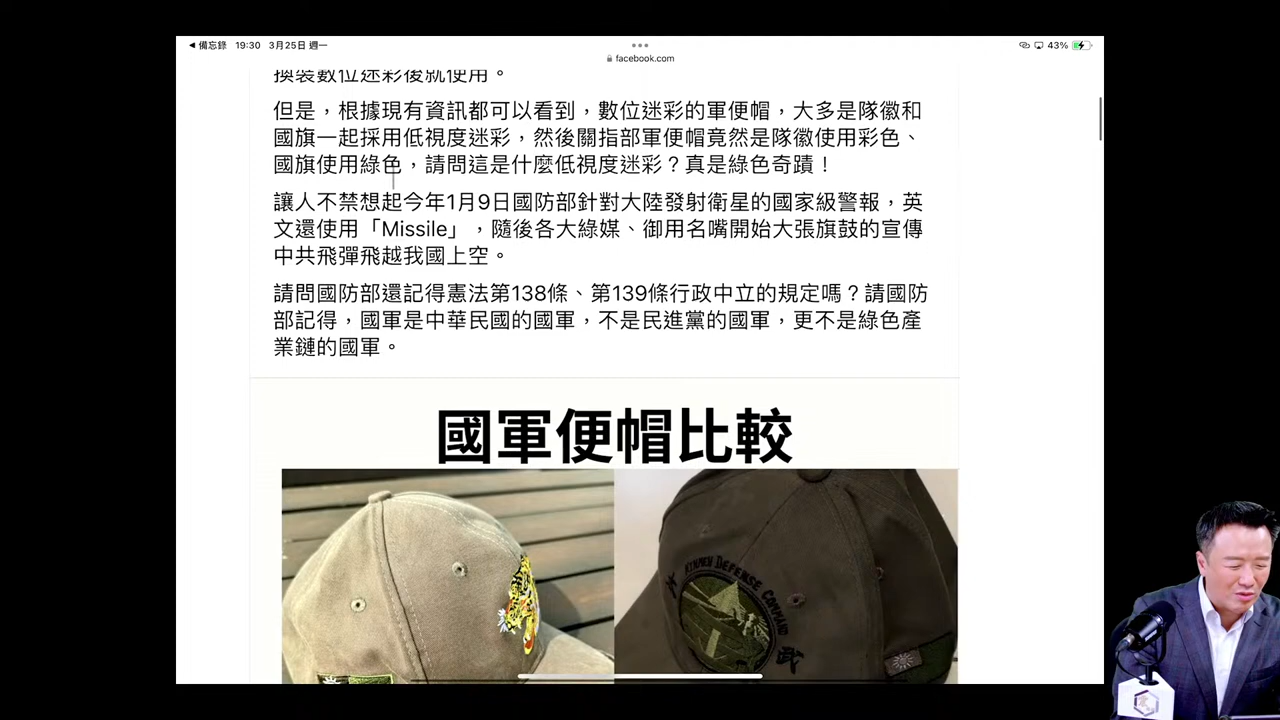 ◀ 備忘錄 19:30 3月25日 週一
43%
facebook.com
換裝數位迷彩後就使用。
但是，根據現有資訊都可以看到，數位迷彩的軍便帽，大多是隊徽和
國旗一起採用低視度迷彩，然後關指部軍便帽竟然是隊徽使用彩色、
國旗使用綠色，請問這是什麼低視度迷彩？真是綠色奇蹟！
讓人不禁想起今年1月9日國防部針對大陸發射衛星的國家級警報，英
文還使用「Missile」，隨後各大綠媒、御用名嘴開始大張旗鼓的宣傳
中共飛彈飛越我國上空。
請問國防部還記得憲法第138條、第139條行政中立的規定嗎？請國防
部記得，國軍是中華民國的國軍，不是民進黨的國軍，更不是綠色產
業鏈的國軍。
國軍便帽比較
KINMEN DEFENSE COMMAND
武